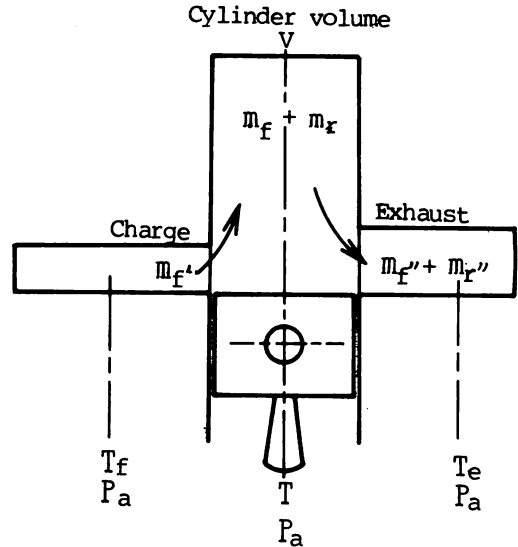 Cylinder volume
V
m_f + m_r
Charge
Exhaust
m_f'
m_f" + m_r"
T_f
P_a
T
P_a
T_e
P_a